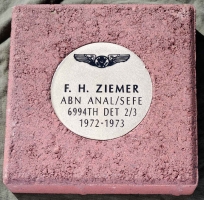 F. H. ZIEMER
ABN ANAL/SEFE
6994TH DET 2/3
1972-1973